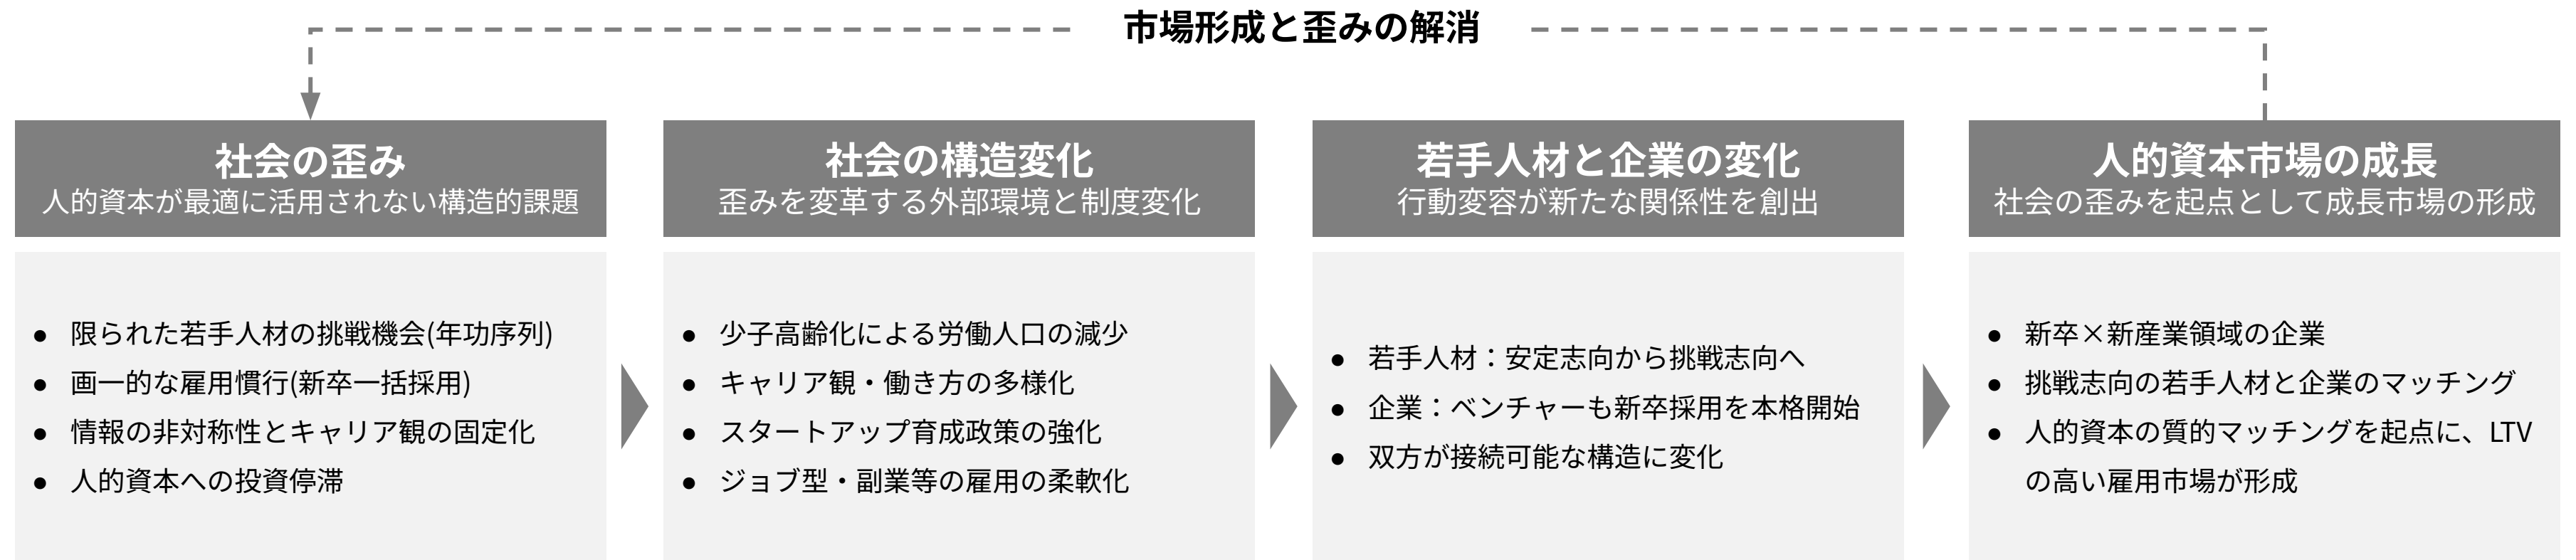 市場形成と歪みの解消
社会の歪み
人的資本が最適に活用されない構造的課題
● 限られた若手人材の挑戦機会(年功序列)
● 画一的な雇用慣行(新卒一括採用)
● 情報の非対称性とキャリア観の固定化
● 人的資本への投資停滞
社会の構造変化
歪みを変革する外部環境と制度変化
● 少子高齢化による労働人口の減少
● キャリア観・働き方の多様化
● スタートアップ育成政策の強化
● ジョブ型・副業等の雇用の柔軟化
若手人材と企業の変化
行動変容が新たな関係性を創出
● 若手人材：安定志向から挑戦志向へ
● 企業：ベンチャーも新卒採用を本格開始
● 双方が接続可能な構造に変化
人的資本市場の成長
社会の歪みを起点として成長市場の形成
● 新卒×新産業領域の企業
● 挑戦志向の若手人材と企業のマッチング
● 人的資本の質的マッチングを起点に、LTV
の高い雇用市場が形成